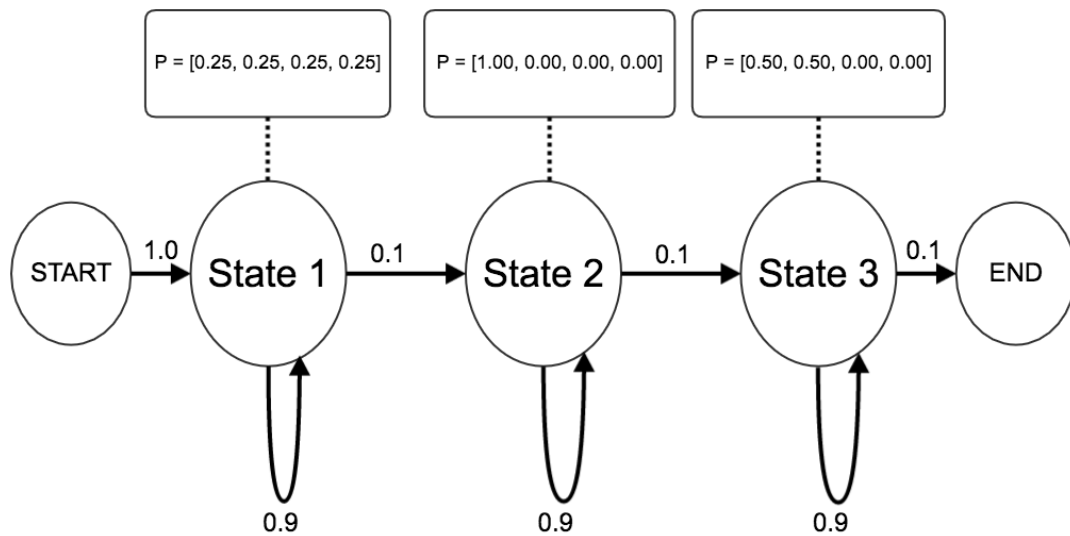 P = [0.25, 0.25, 0.25, 0.25]
P = [1.00, 0.00, 0.00, 0.00]
P = [0.50, 0.50, 0.00, 0.00]
START
1.0
State 1
0.1
State 2
0.1
State 3
0.1
END
0.9
0.9
0.9